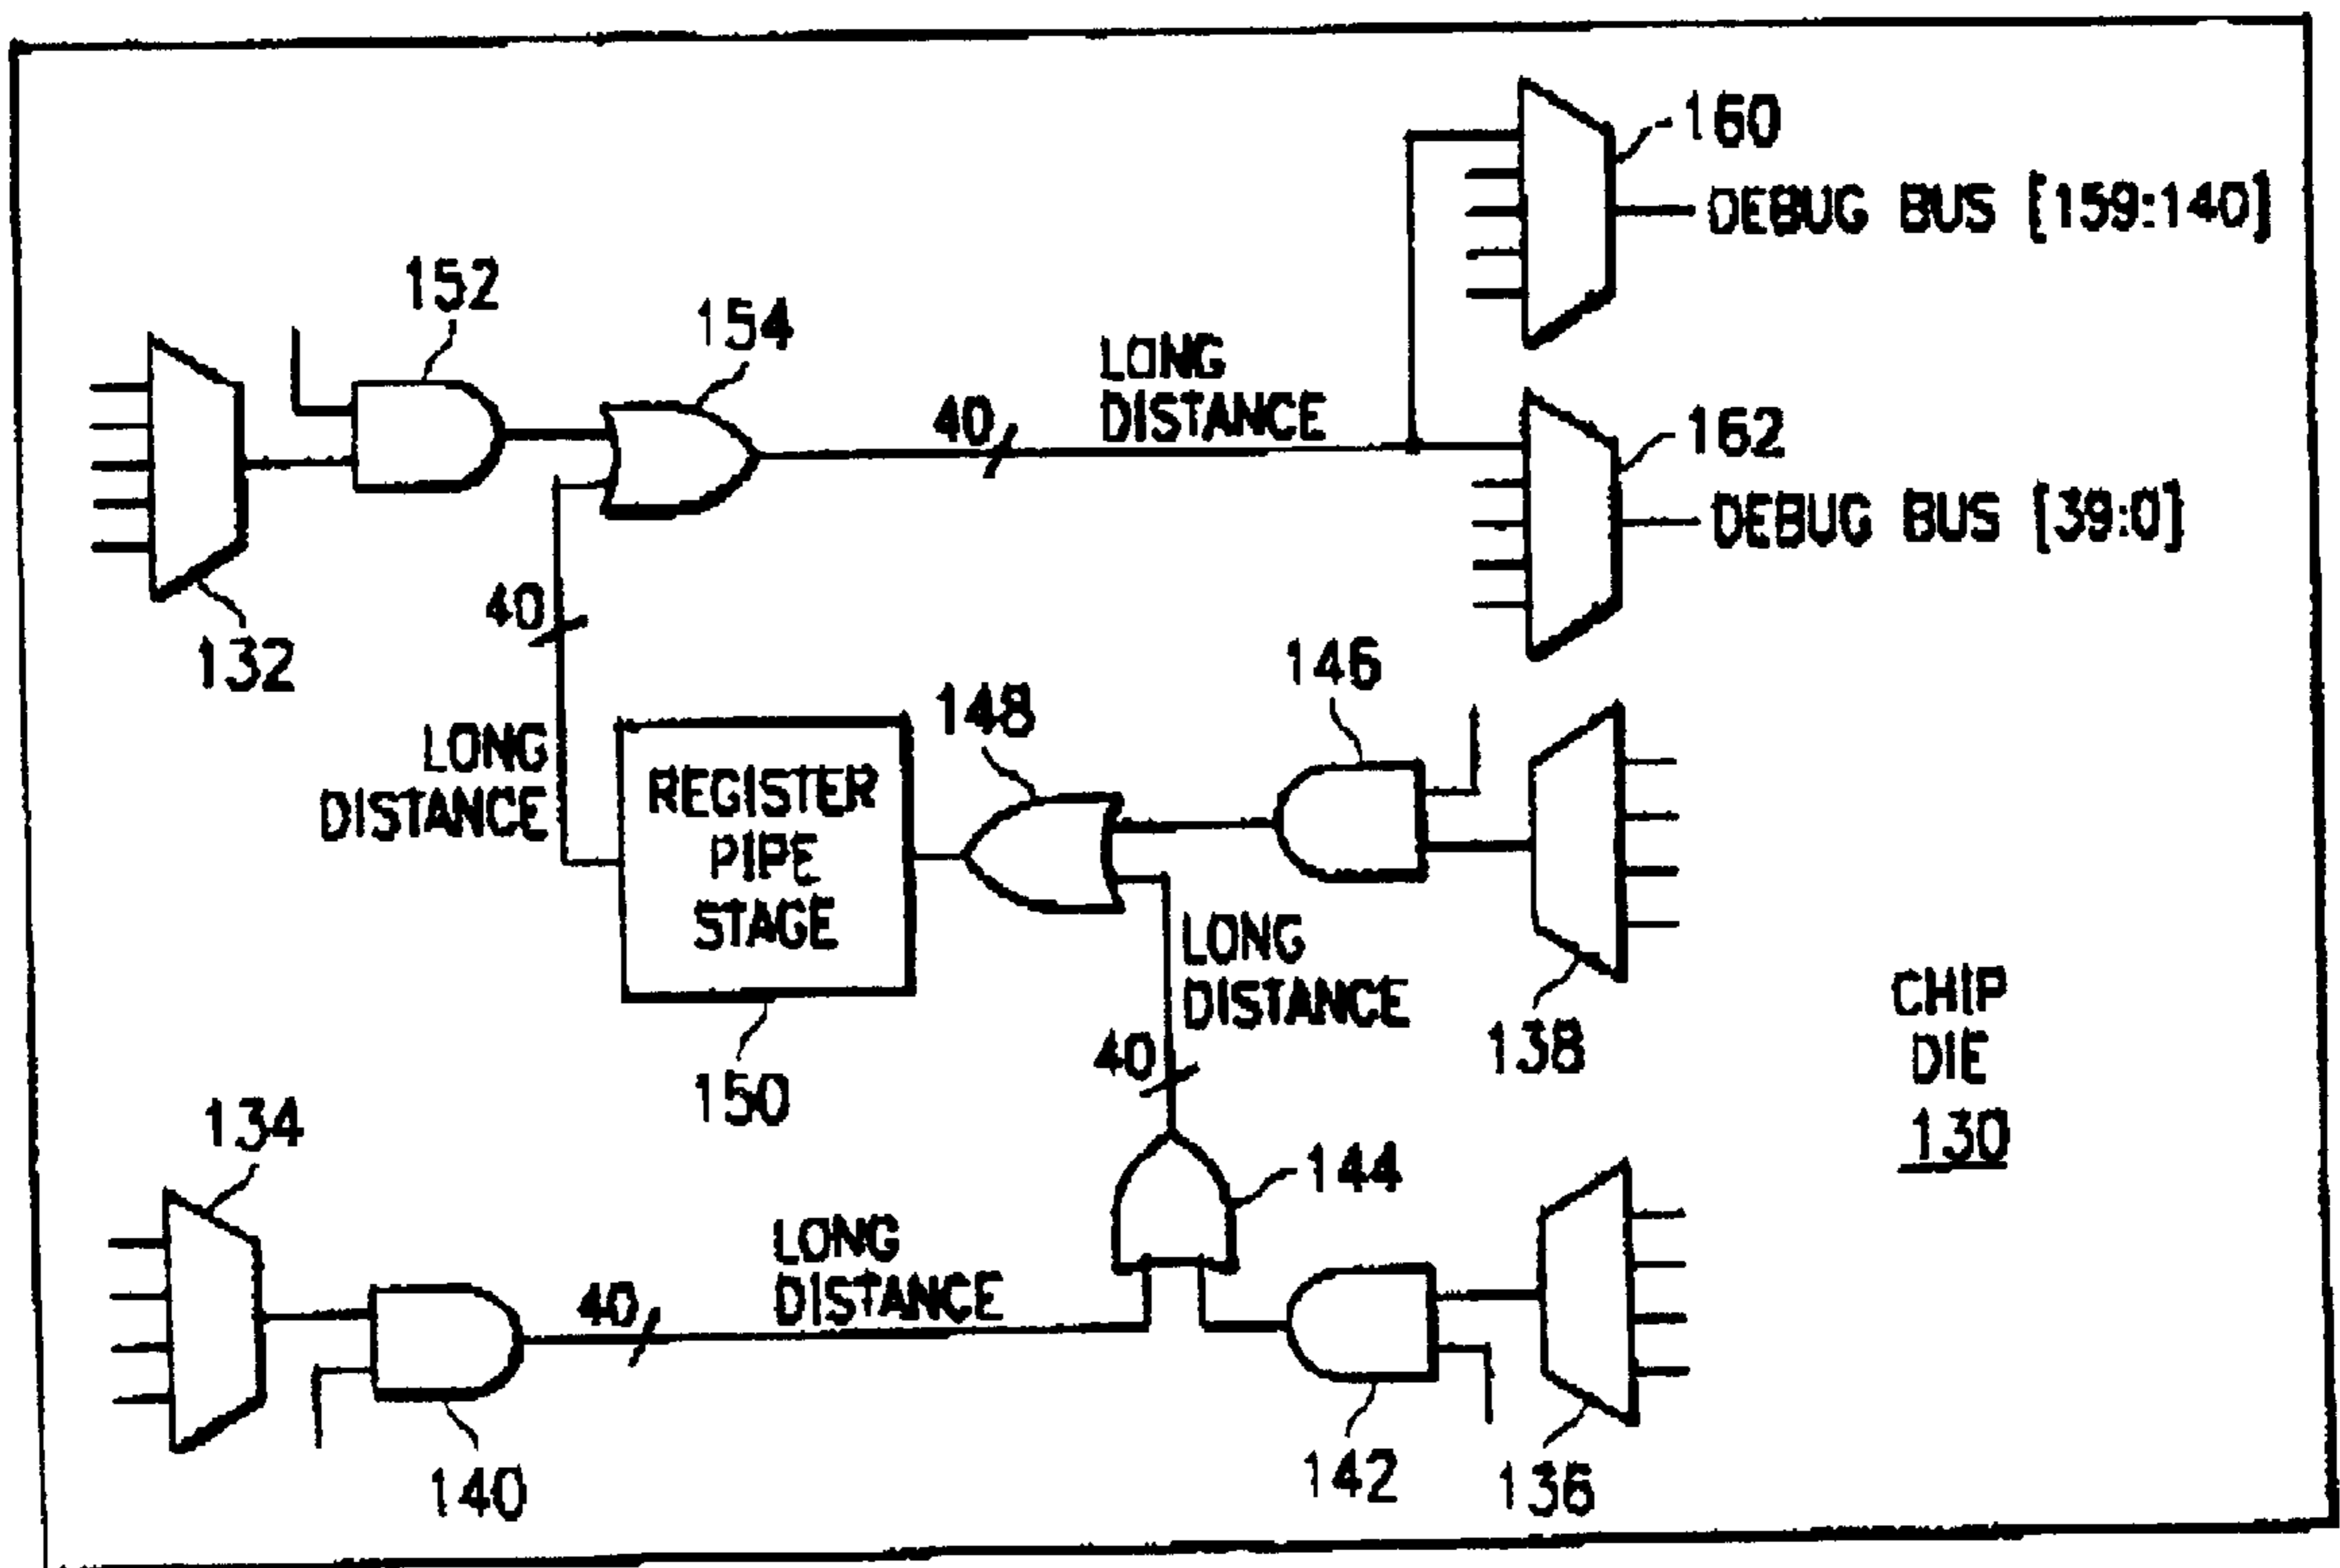 160
DEBUG BUS [159:140]
152
154
LONG
DISTANCE
40
162
DEBUG BUS [39:0]
40
132
146
148
LONG
DISTANCE
REGISTER
PIPE
STAGE
LONG
DISTANCE
CHIP
DIE
130
138
40
150
134
144
LONG
DISTANCE
40
140
142
136